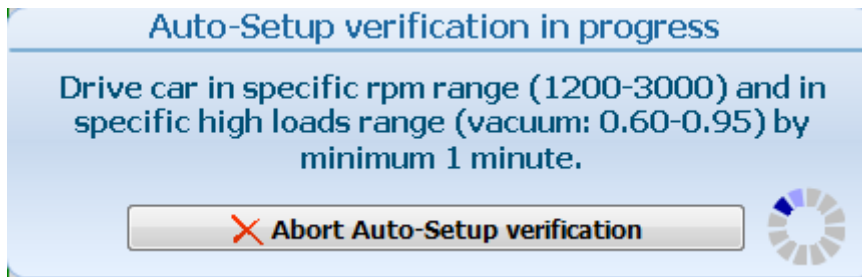 Auto-Setup verification in progress
Drive car in specific rpm range (1200-3000) and in
specific high loads range (vacuum: 0.60-0.95) by
minimum 1 minute.
Abort Auto-Setup verification